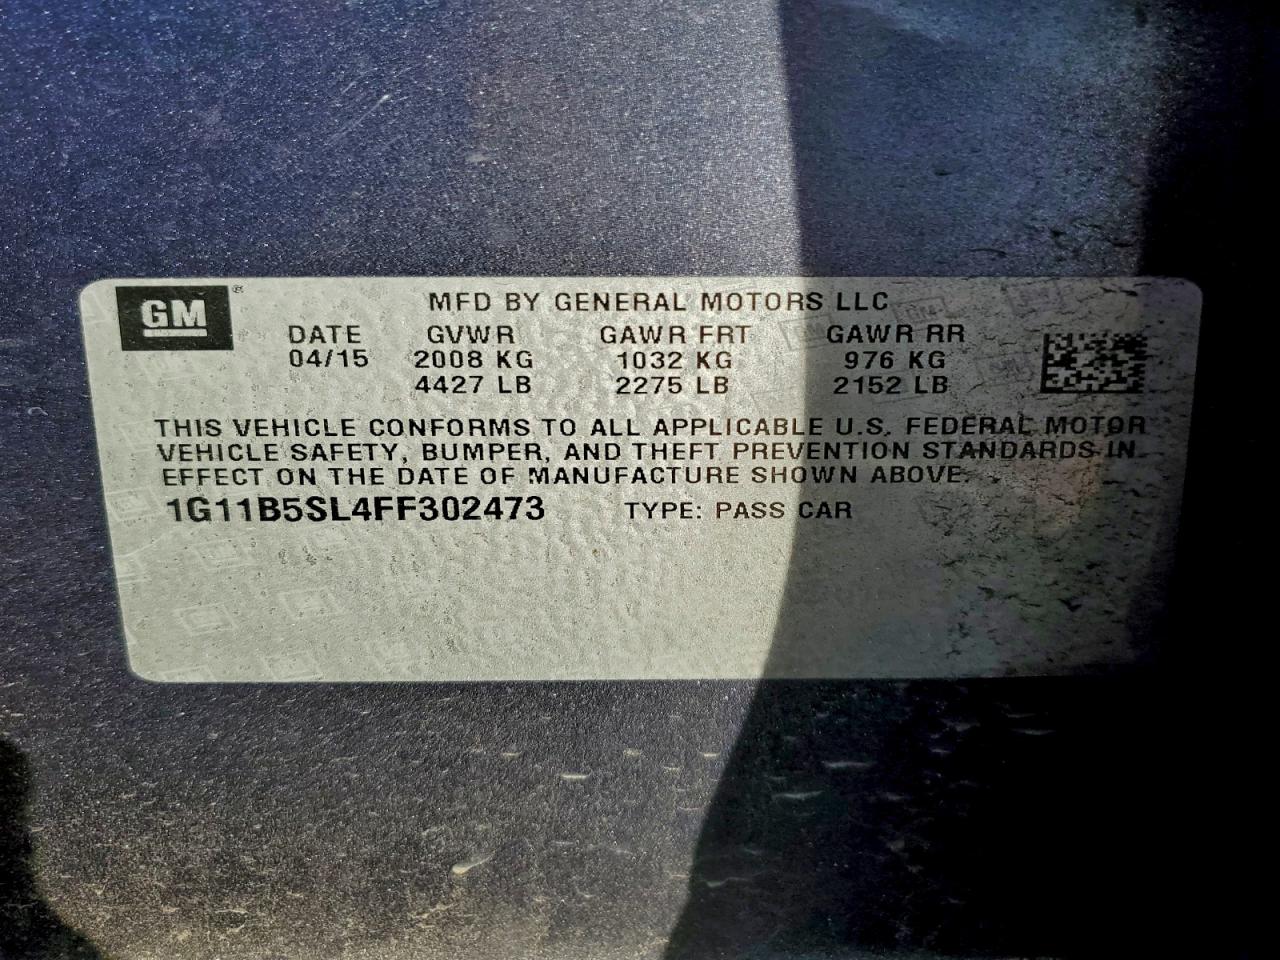 GM ®
MFD BY GENERAL MOTORS LLC
DATE GVWR GAWR FRT GAWR RR
04/15 2008 KG 1032 KG 976 KG
4427 LB 2275 LB 2152 LB
THIS VEHICLE CONFORMS TO ALL APPLICABLE U.S. FEDERAL MOTOR
VEHICLE SAFETY, BUMPER, AND THEFT PREVENTION STANDARDS IN
EFFECT ON THE DATE OF MANUFACTURE SHOWN ABOVE.
1G11B5SL4FF302473 TYPE: PASS CAR